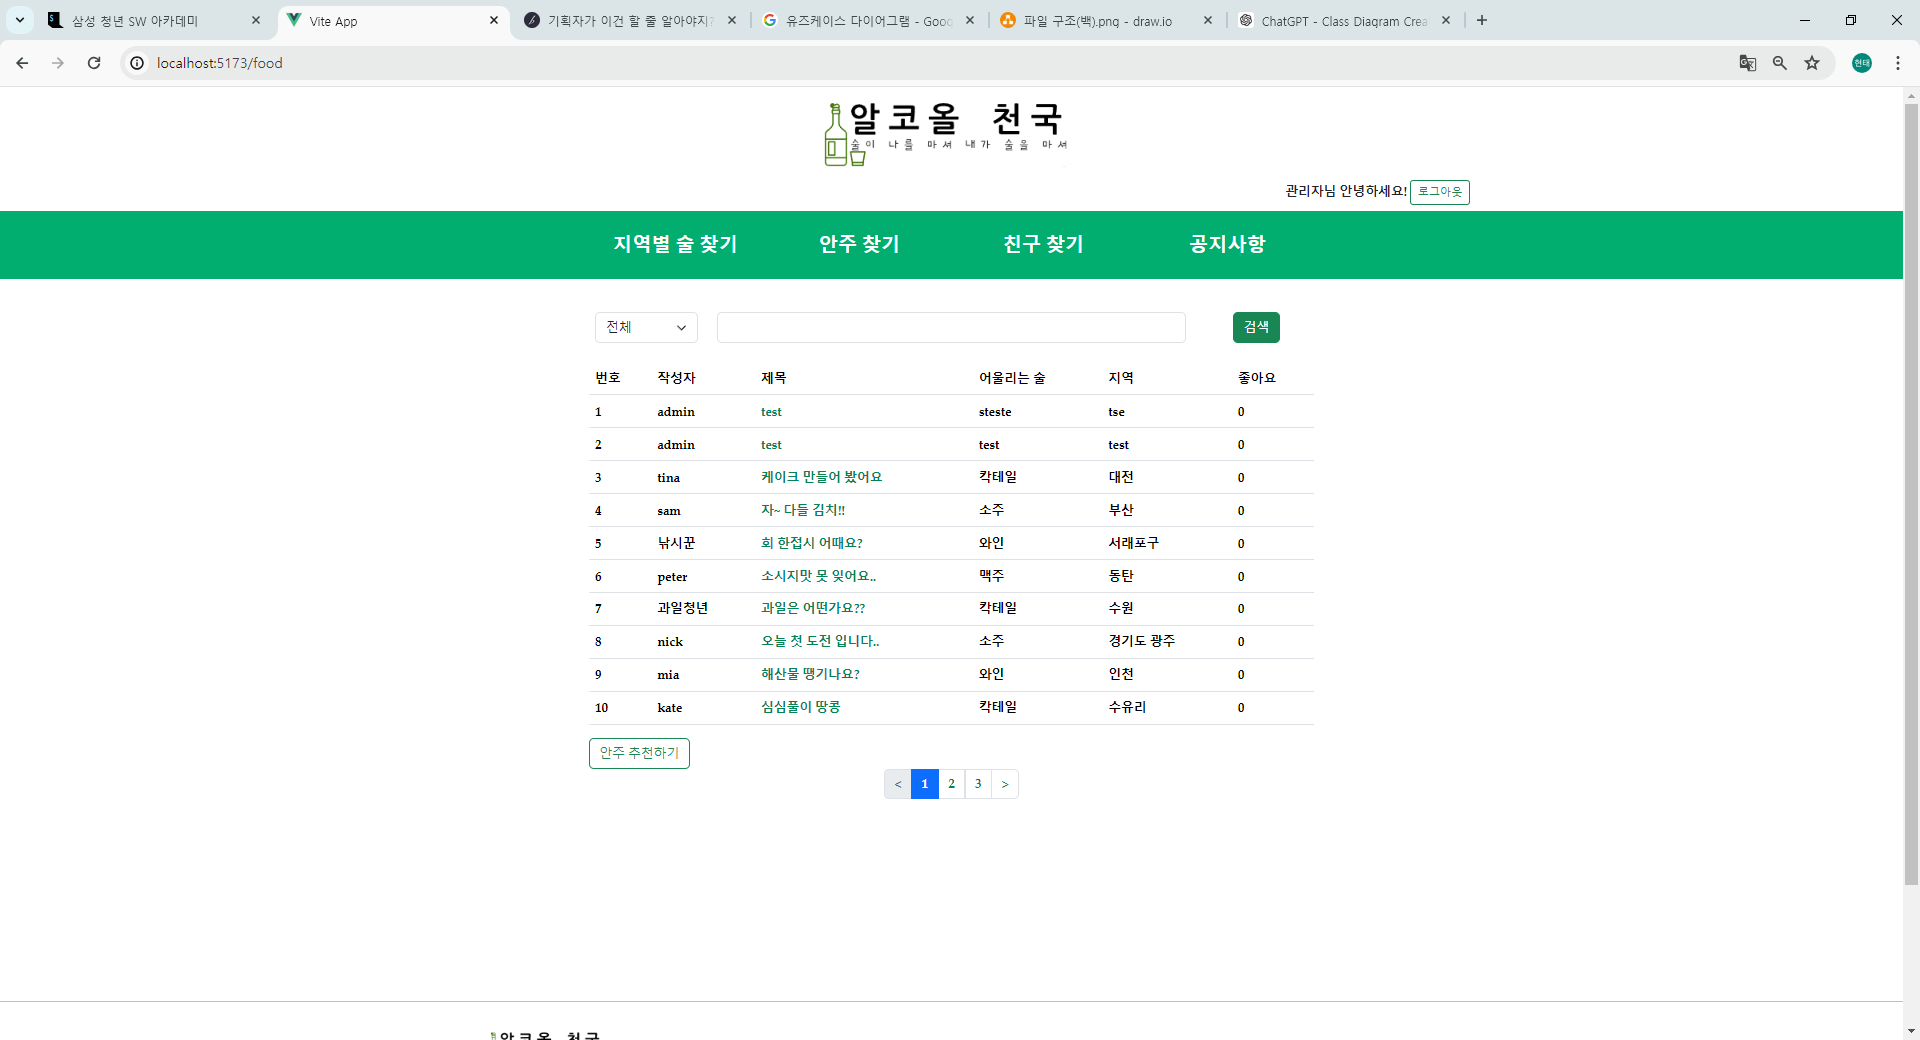 삼성 청년 SW 아카데미
Vite App
기획자가 이건 할 줄 알아야지?
유즈케이스 다이어그램 - Goog
파일 구조(백).png - draw.io
ChatGPT - Class Diagram Crea
localhost:5173/food
현태
알코올 천국
술이 나를 마셔 내가 술을 마셔
관리자님 안녕하세요! 로그아웃
지역별 술 찾기 안주 찾기 친구 찾기 공지사항
전체 검색
번호 작성자 제목 어울리는 술 지역 좋아요
1 admin test steste tse 0
2 admin test test test 0
3 tina 케이크 만들어 봤어요 칵테일 대전 0
4 sam 자~ 다들 김치!! 소주 부산 0
5 낚시꾼 회 한접시 어때요? 와인 서래포구 0
6 peter 소시지맛 못 잊어요.. 맥주 동탄 0
7 과일청년 과일은 어떤가요?? 칵테일 수원 0
8 nick 오늘 첫 도전 입니다.. 소주 경기도 광주 0
9 mia 해산물 땡기나요? 와인 인천 0
10 kate 심심풀이 땅콩 칵테일 수유리 0
안주 추천하기
< 1 2 3 >
알코올 천국